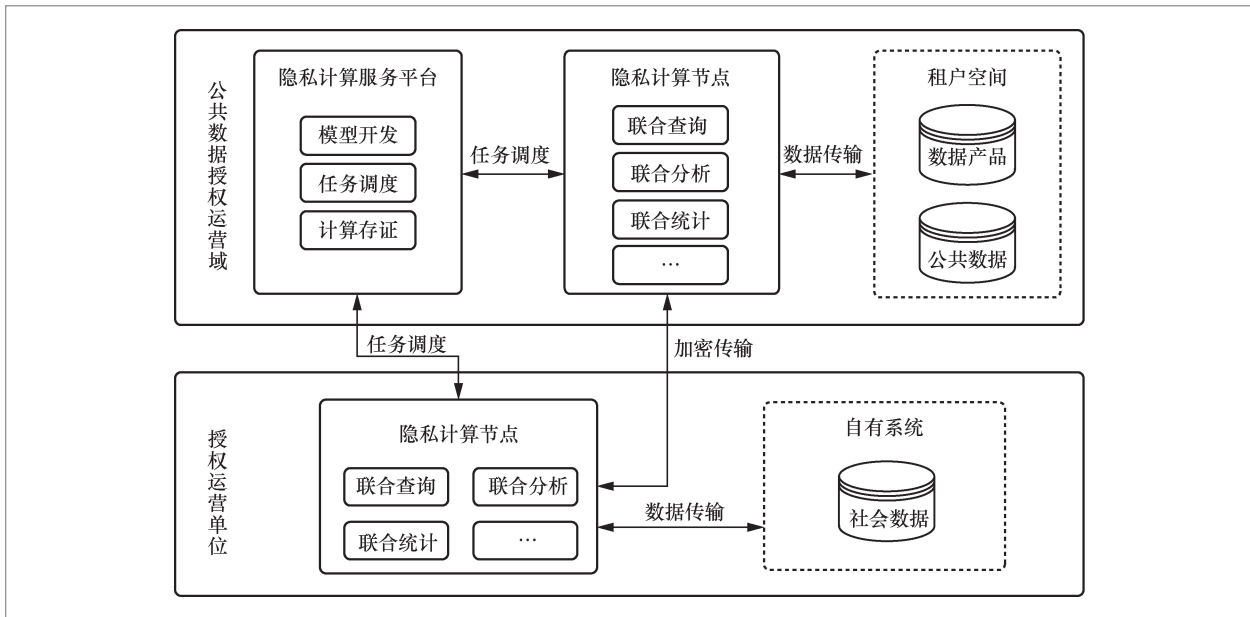 公共数据授权运营域
隐私计算服务平台
模型开发
任务调度
计算存证
任务调度
隐私计算节点
联合查询
联合分析
联合统计
…
数据传输
租户空间
数据产品
公共数据
任务调度
加密传输
授权运营单位
隐私计算节点
联合查询
联合分析
联合统计
…
数据传输
自有系统
社会数据